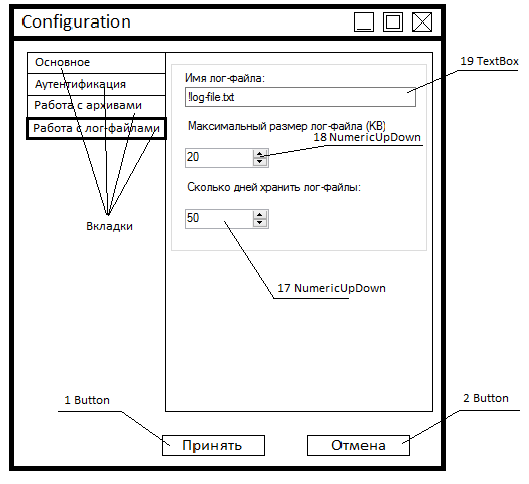 Configuration
Основное
Аутентификация
Работа с архивами
Работа с лог-файлами
Вкладки
Имя лог-файла:
!log-file.txt
19 TextBox
Максимальный размер лог-файла (KB)
18 NumericUpDown
20
Сколько дней хранить лог-файлы:
50
17 NumericUpDown
1 Button
2 Button
Принять
Отмена